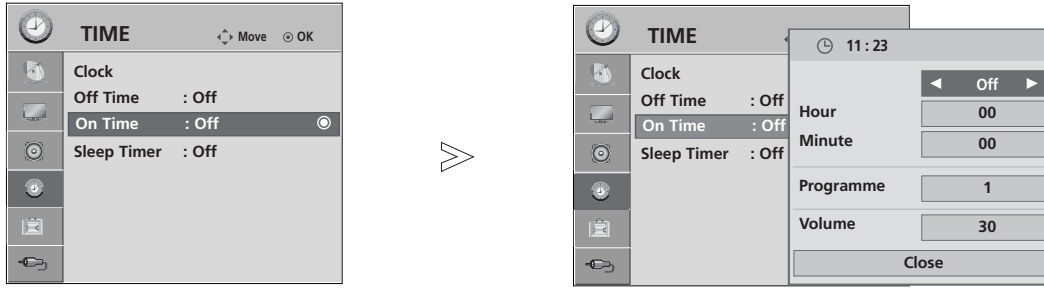 TIME Move OK
Clock
Off Time : Off
On Time : Off
Sleep Timer : Off
TIME
Clock
Off Time : Off
On Time : Off
Sleep Timer : Off
11 : 23
Off
Hour 00
Minute 00
Programme 1
Volume 30
Close